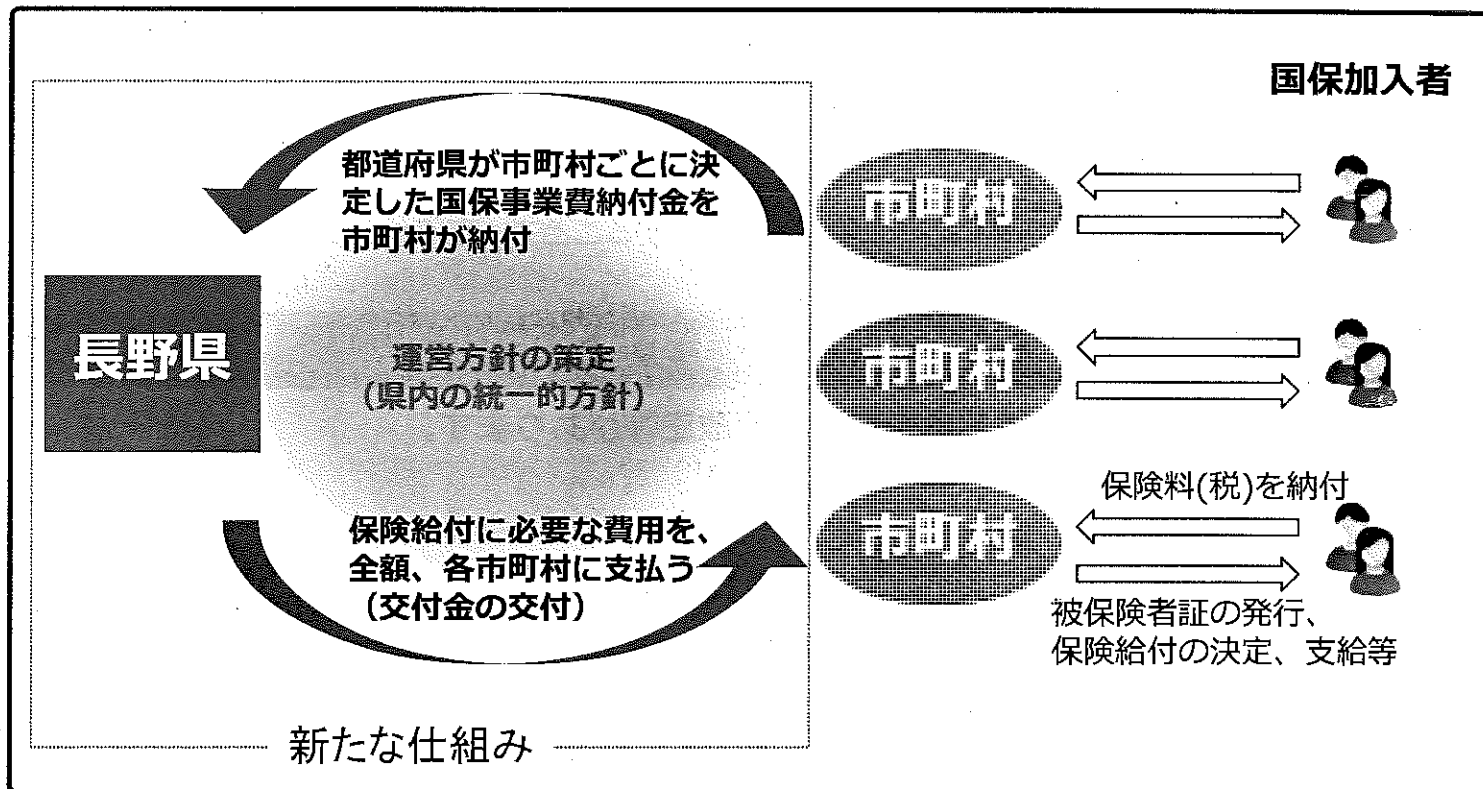 国保加入者
都道府県が市町村ごとに決
定した国保事業費納付金を
市町村が納付
長野県
運営方針の策定
(県内の統一的方針)
保険給付に必要な費用を、
全額、各市町村に支払う
(交付金の交付)
市町村
市町村
市町村
保険料(税)を納付
被保険者証の発行、
保険給付の決定、支給等
新たな仕組み